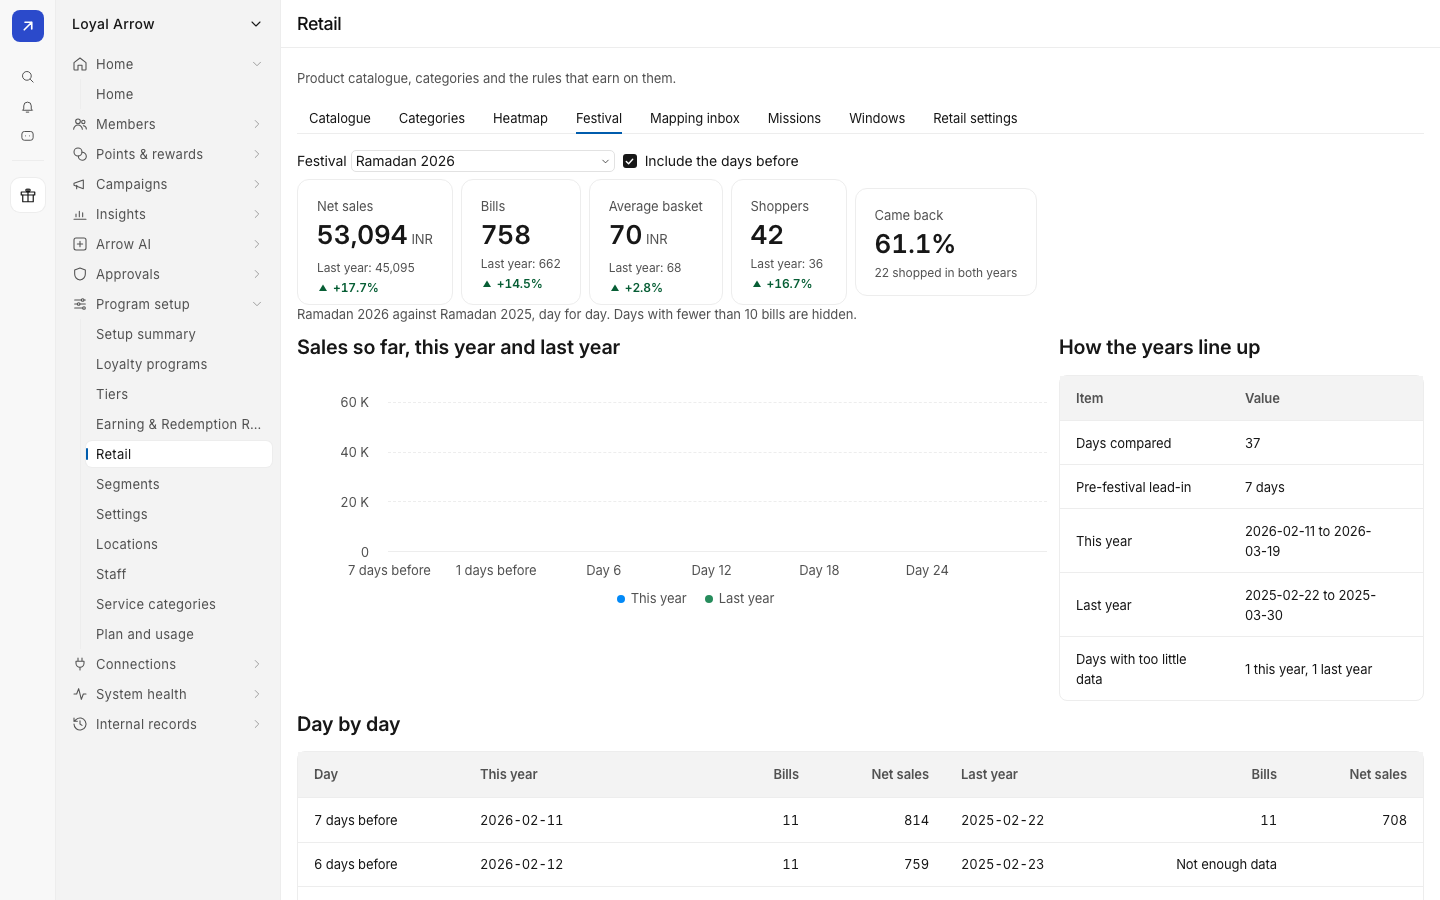 Loyal Arrow
Home
Home
Members
Points & rewards
Campaigns
Insights
Arrow AI
Approvals
Program setup
Setup summary
Loyalty programs
Tiers
Earning & Redemption R...
Retail
Segments
Settings
Locations
Staff
Service categories
Plan and usage
Connections
System health
Internal records
Retail
Product catalogue, categories and the rules that earn on them.
Catalogue Categories Heatmap Festival Mapping inbox Missions Windows Retail settings
Festival Ramadan 2026 Include the days before
Net sales
53,094 INR
Last year: 45,095
▲ +17.7%
Bills
758
Last year: 662
▲ +14.5%
Average basket
70 INR
Last year: 68
▲ +2.8%
Shoppers
42
Last year: 36
▲ +16.7%
Came back
61.1%
22 shopped in both years
Ramadan 2026 against Ramadan 2025, day for day. Days with fewer than 10 bills are hidden.
Sales so far, this year and last year
60 K
40 K
20 K
0
7 days before 1 days before Day 6 Day 12 Day 18 Day 24
This year Last year
How the years line up
Item Value
Days compared 37
Pre-festival lead-in 7 days
This year 2026-02-11 to 2026-
03-19
Last year 2025-02-22 to 2025-
03-30
Days with too little
data 1 this year, 1 last year
Day by day
Day This year Bills Net sales Last year Bills Net sales
7 days before 2026-02-11 11 814 2025-02-22 11 708
6 days before 2026-02-12 11 759 2025-02-23 Not enough data